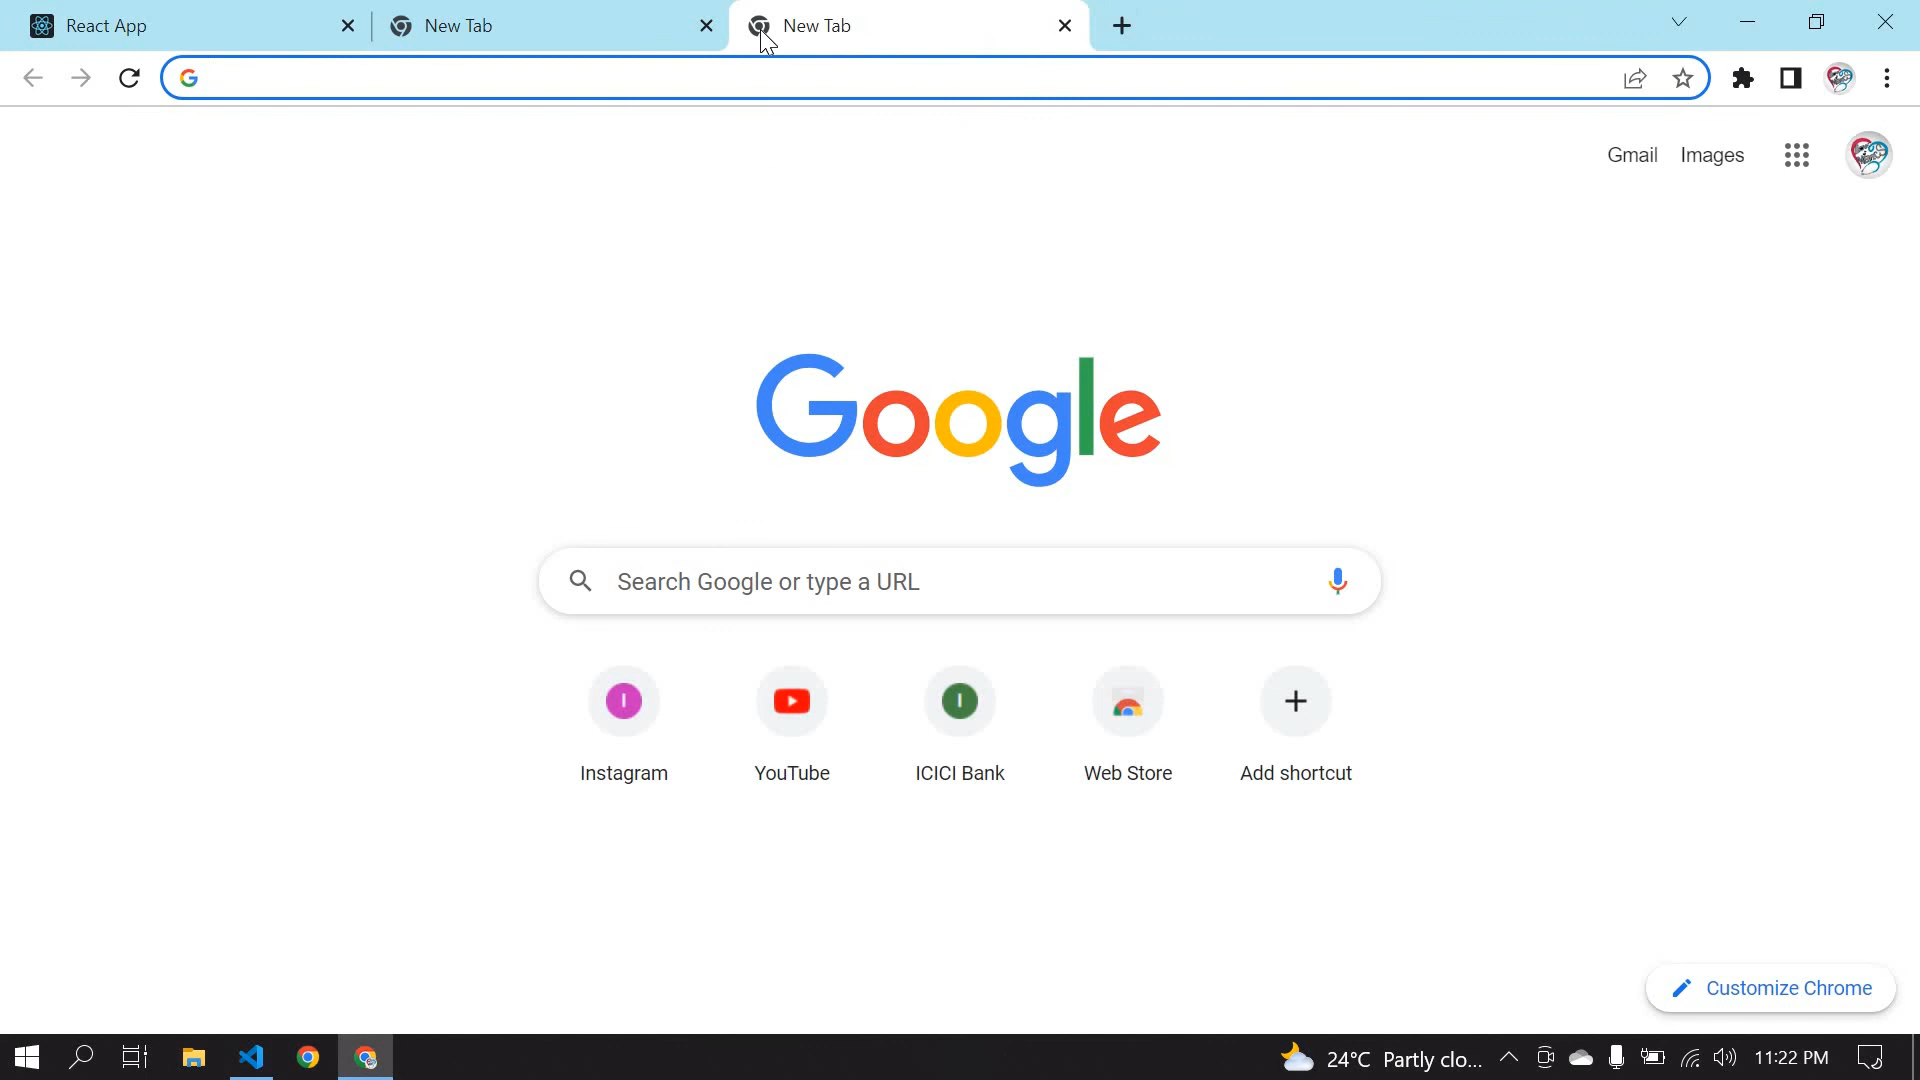 React App
New Tab
New Tab
Gmail Images
Google
Search Google or type a URL
I
I
Instagram
YouTube
ICICI Bank
Web Store
Add shortcut
Customize Chrome
24°C Partly clo...
11:22 PM